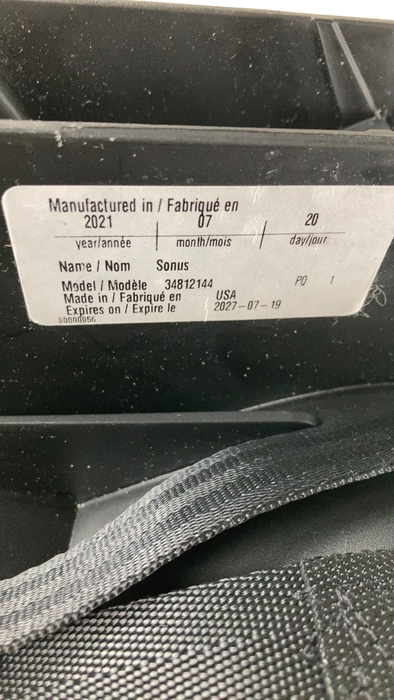 Manufactured in / Fabriqué en
2021 | 07 | 20
year/année month/mois day/jour
Name / Nom Sonus
Model / Modèle 34812144 PO 1
Made in / Fabriqué en USA
Expires on / Expire le 2027-07-19
60000056